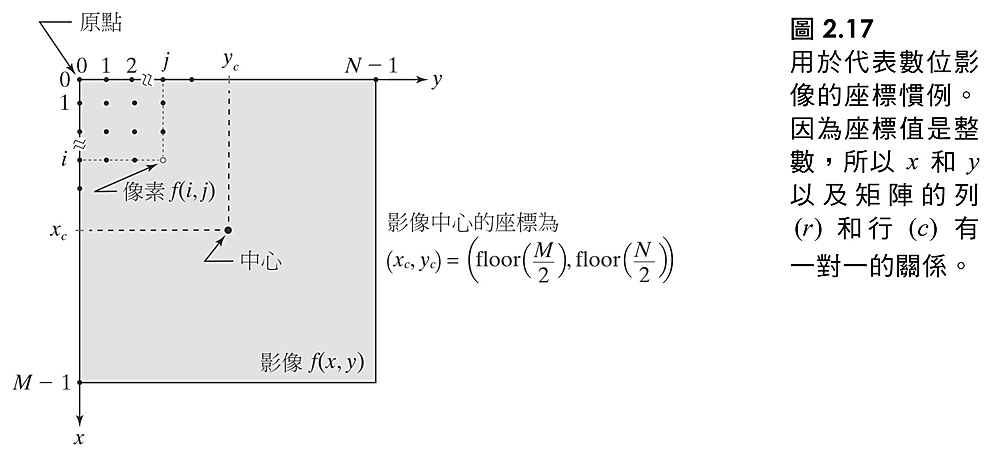 原點
0 1 2 j y_c N − 1 y
0
1
i
像素 f(i, j)
x_c
中心
影像中心的座標為
(x_c, y_c) = (floor(M/2), floor(N/2))
影像 f(x, y)
M − 1
x
圖 2.17
用於代表數位影
像的座標慣例。
因為座標值是整
數，所以 x 和 y
以及矩陣的列
(r) 和行 (c) 有
一對一的關係。